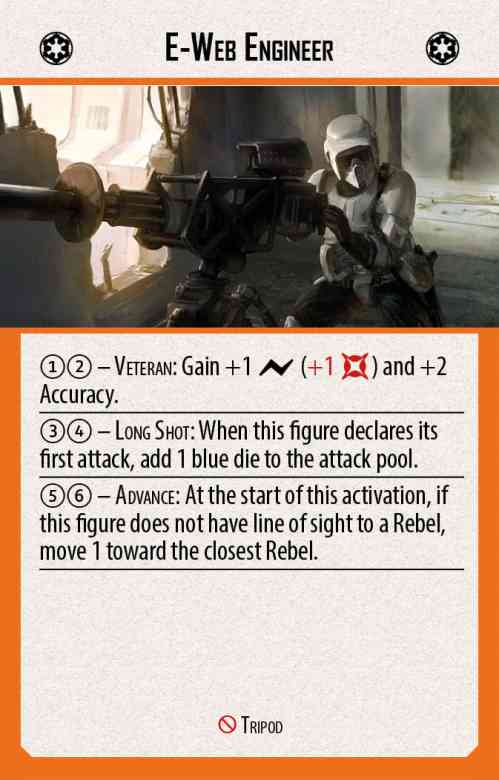 E-Web Engineer
①② – Veteran: Gain +1 (+1 ) and +2
Accuracy.
③④ – Long Shot: When this figure declares its
first attack, add 1 blue die to the attack pool.
⑤⑥ – Advance: At the start of this activation, if
this figure does not have line of sight to a Rebel,
move 1 toward the closest Rebel.
Tripod